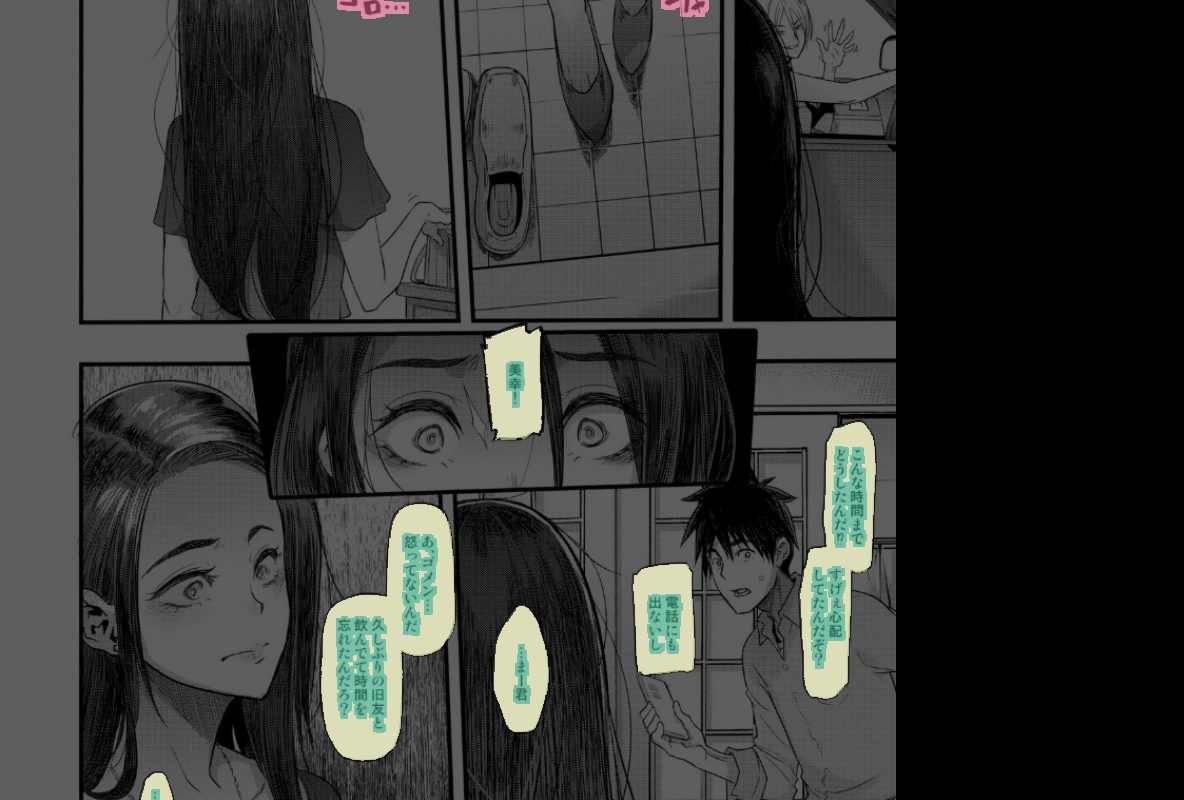 美幸！
こんな時間まで
どうしたんだ!?
すげえ心配
してたんだぞ？
電話にも
出ないし
…まー君
あ、ゴメン…
怒ってないんだ
久しぶりの旧友と
飲んでて時間を
忘れたんだろ？
…